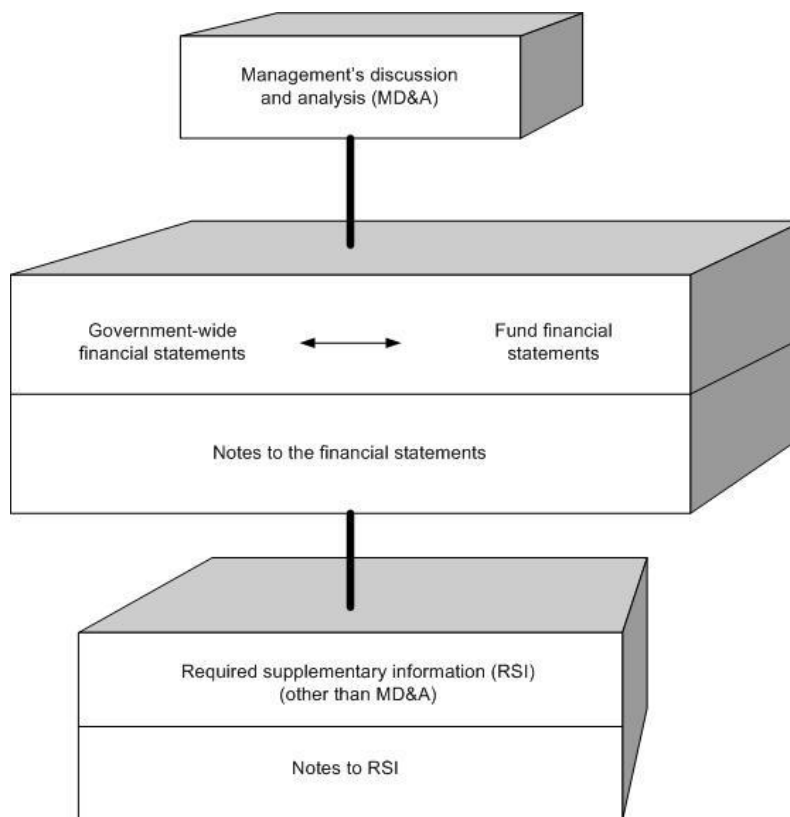 Management's discussion
and analysis (MD&A)
Government-wide
financial statements
Fund financial
statements
Notes to the financial statements
Required supplementary information (RSI)
(other than MD&A)
Notes to RSI